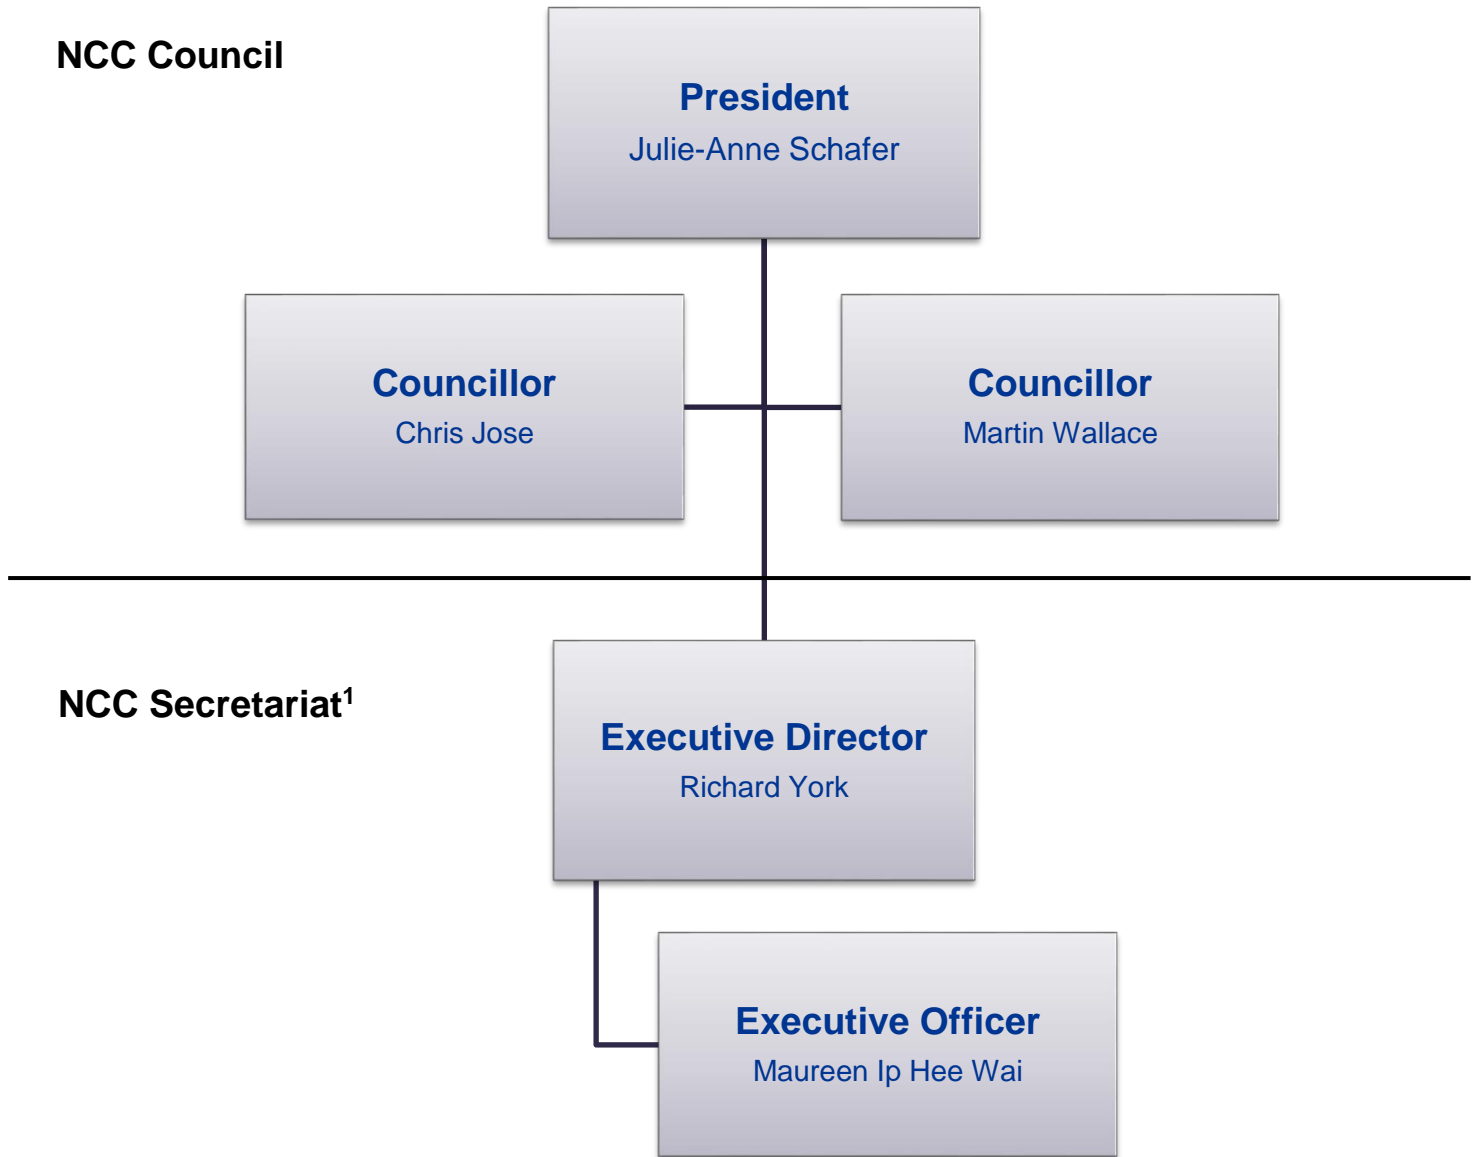 NCC Council
President
Julie-Anne Schafer
Councillor
Chris Jose
Councillor
Martin Wallace
NCC Secretariat¹
Executive Director
Richard York
Executive Officer
Maureen Ip Hee Wai